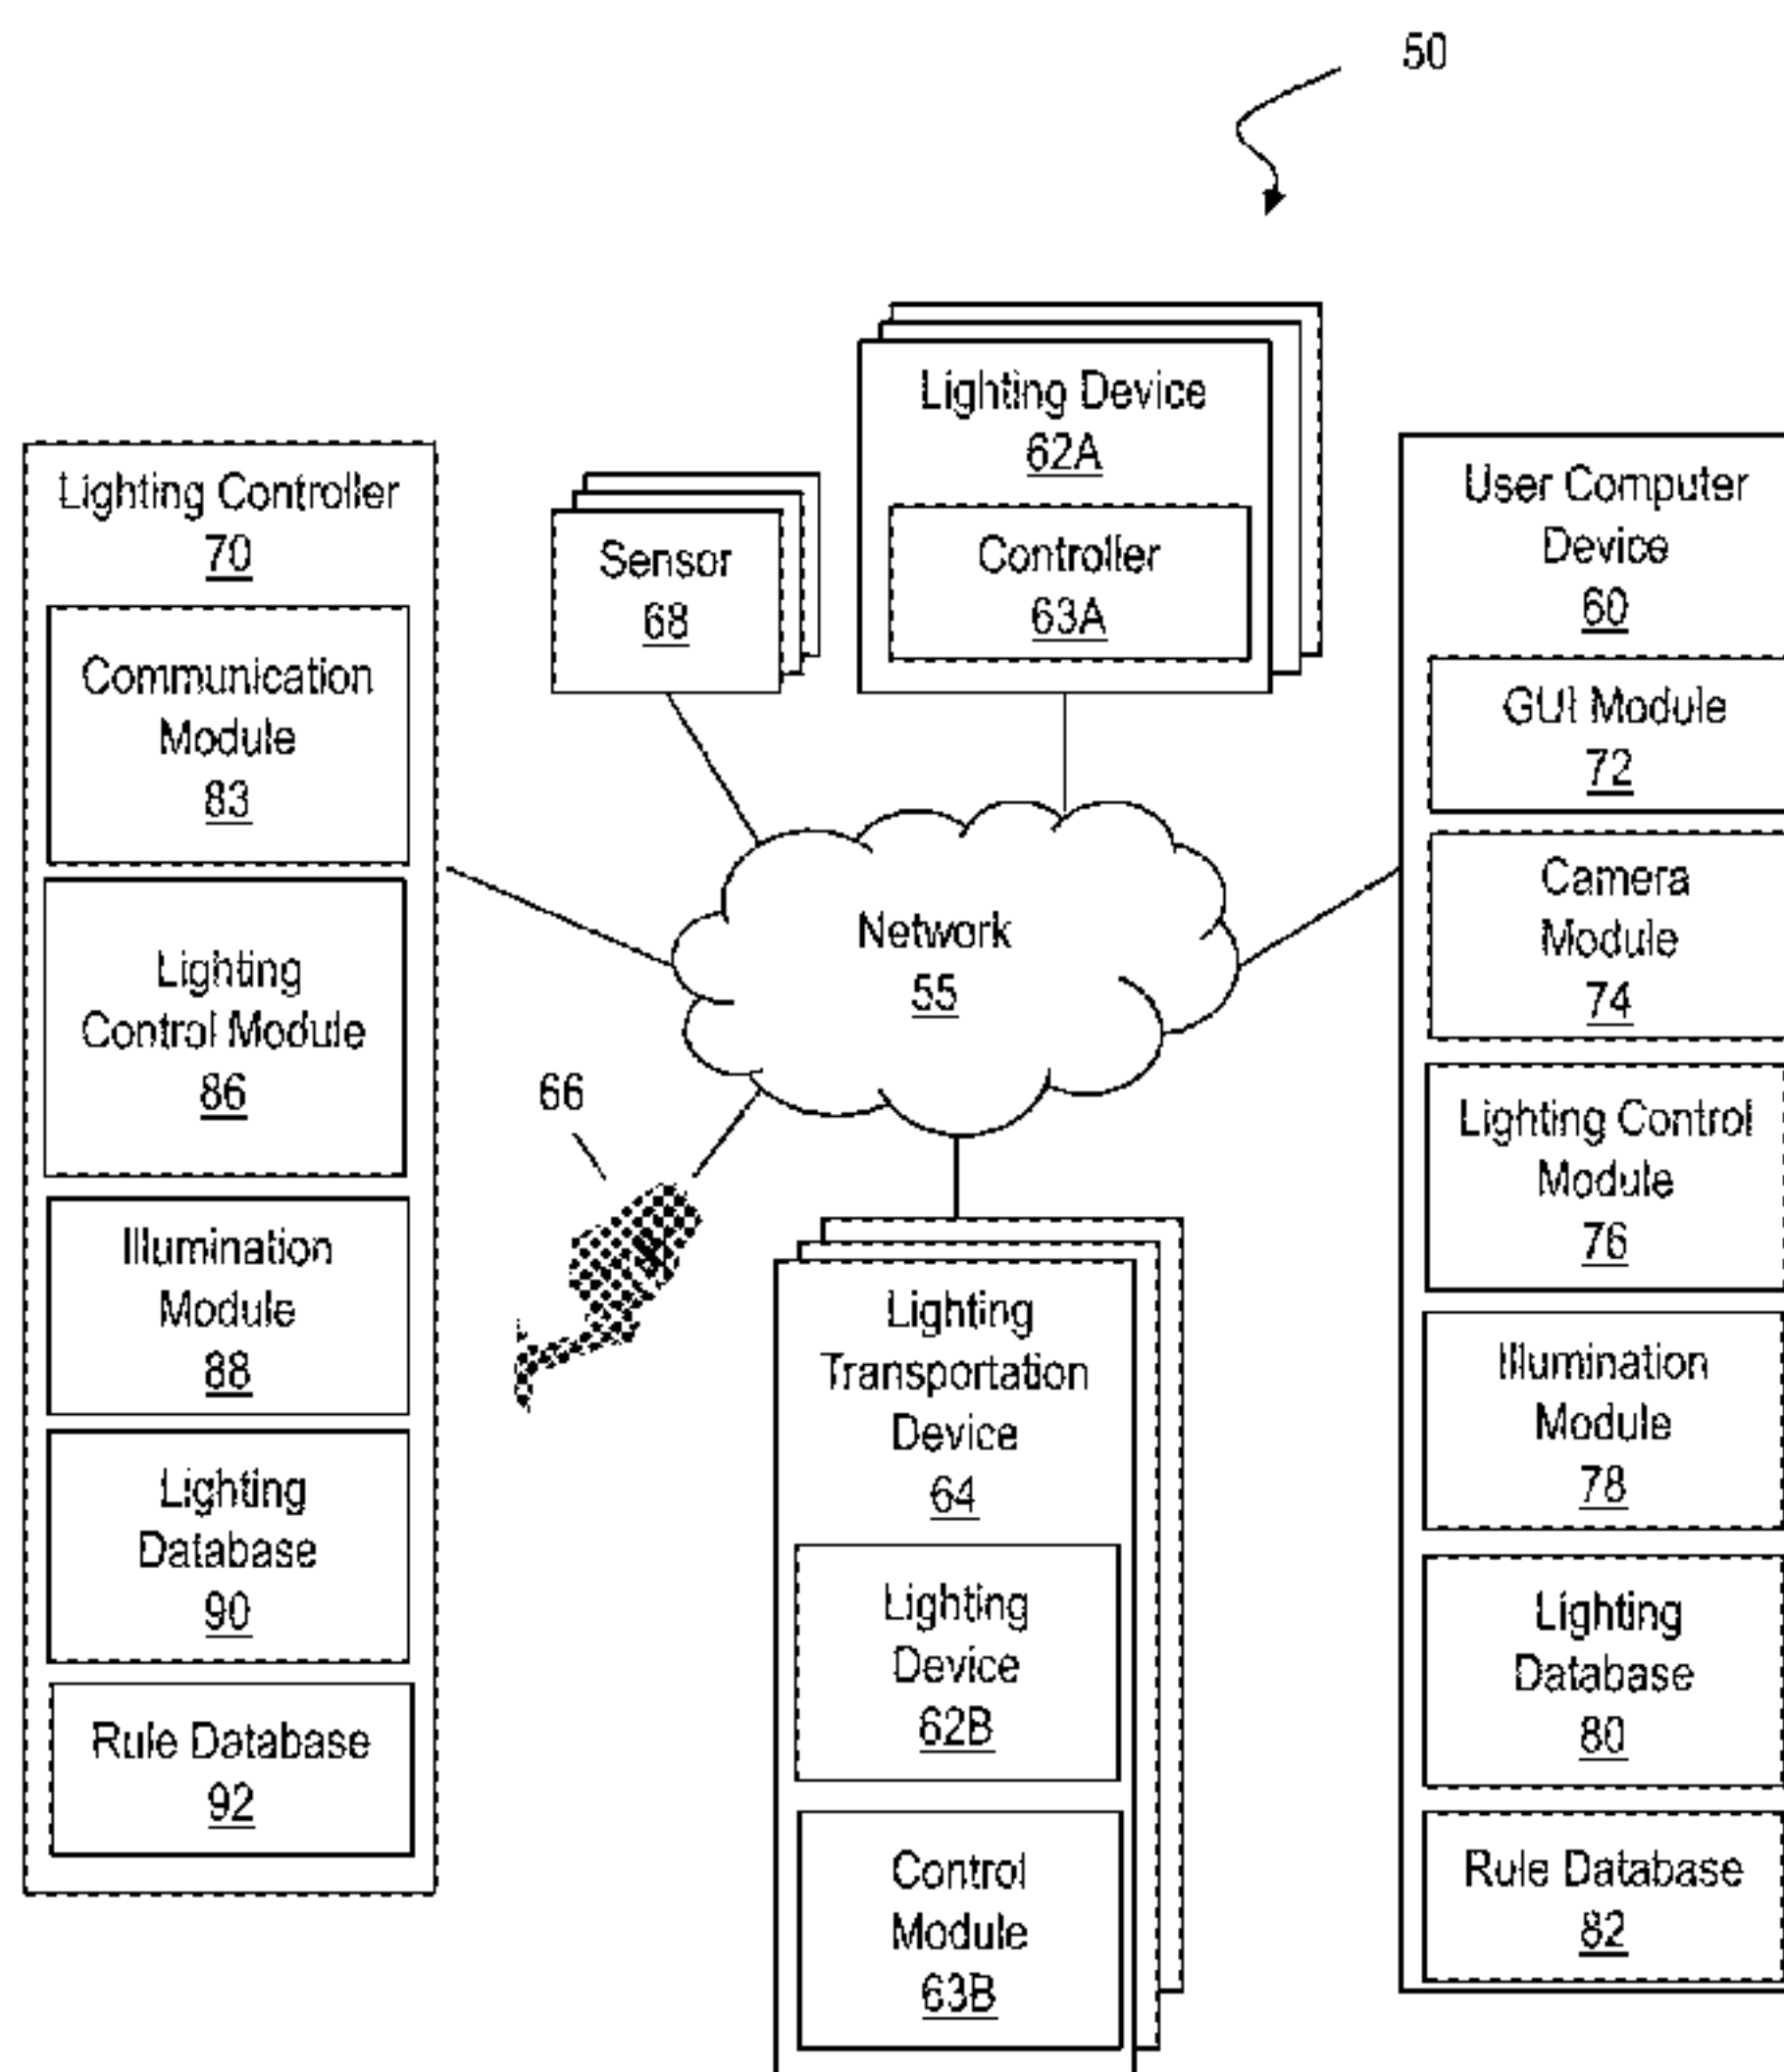 50
Lighting Device
62A
Controller
63A
Sensor
68
Lighting Controller
70
Communication
Module
83
Lighting
Control Module
86
Illumination
Module
88
Lighting
Database
90
Rule Database
92
Network
55
66
Lighting
Transportation
Device
64
Lighting
Device
62B
Control
Module
63B
User Computer
Device
60
GUI Module
72
Camera
Module
74
Lighting Control
Module
76
Illumination
Module
78
Lighting
Database
80
Rule Database
82